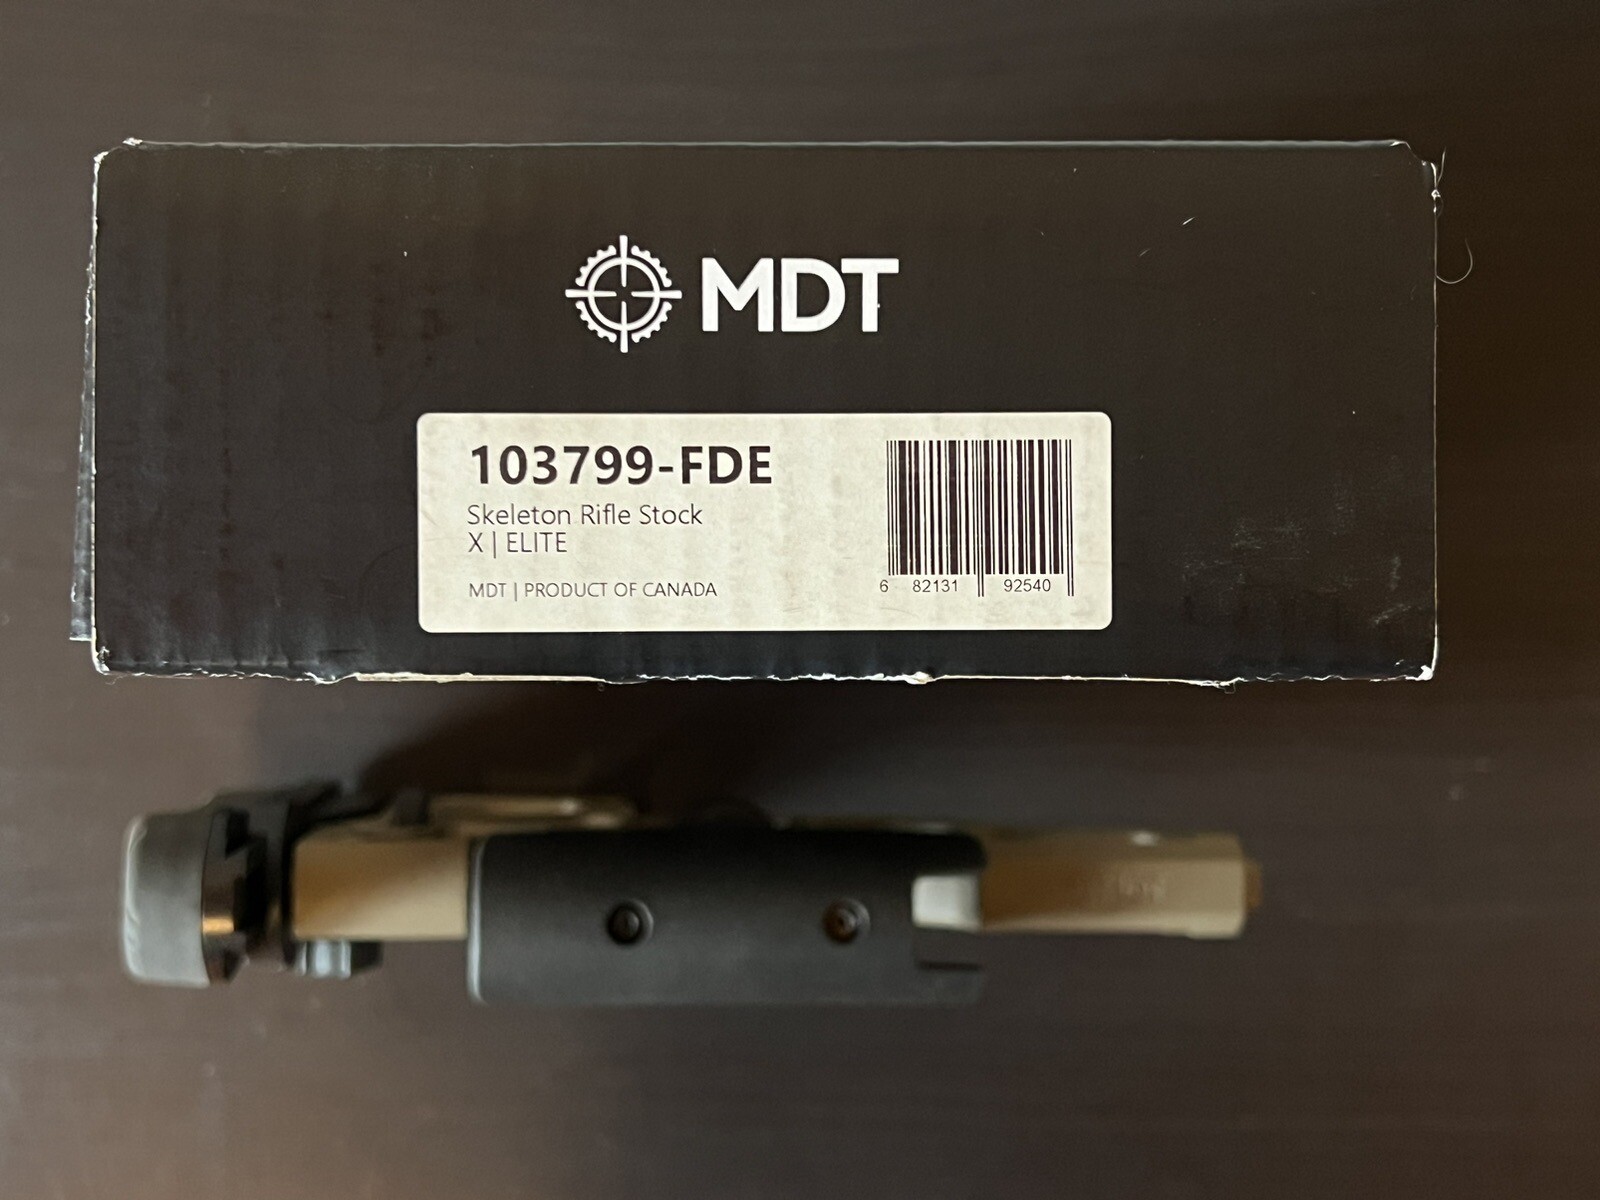 MDT
103799-FDE
Skeleton Rifle Stock
X | ELITE
MDT | PRODUCT OF CANADA
6 82131 92540